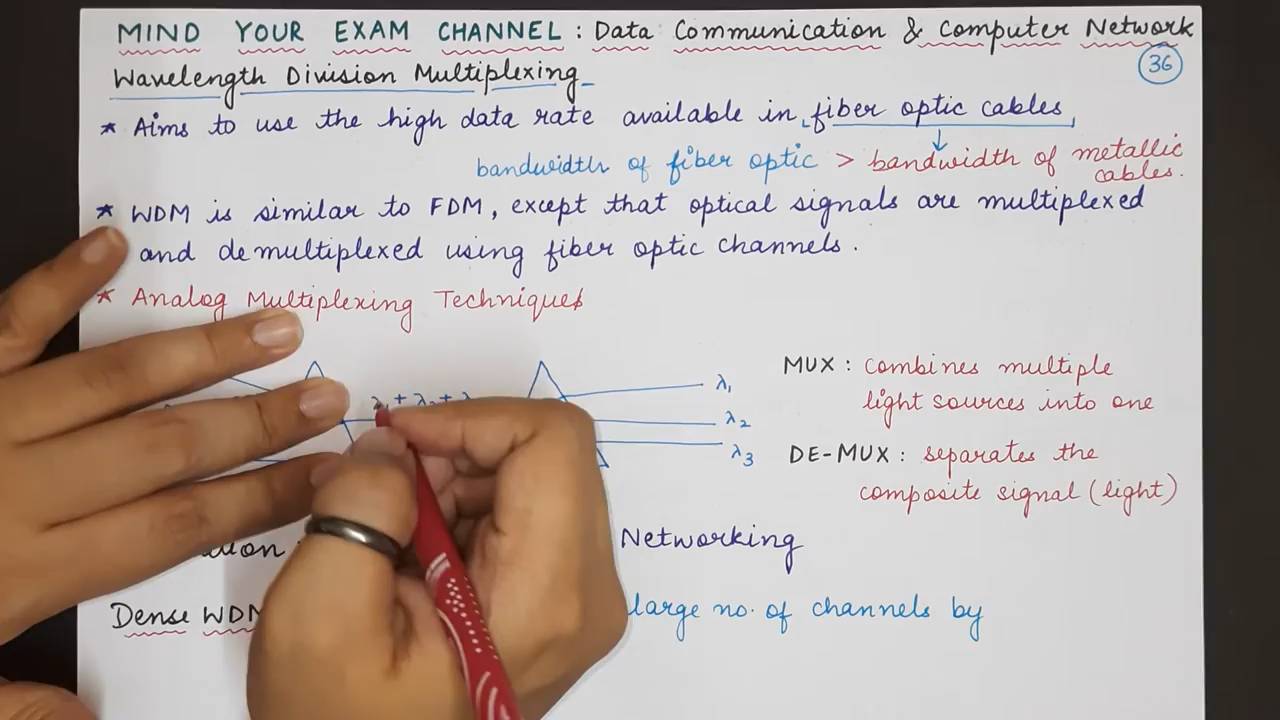 MIND YOUR EXAM CHANNEL : Data Communication & Computer Network
36
Wavelength Division Multiplexing
* Aims to use the high data rate available in fiber optic cables
bandwidth of fiber optic > bandwidth of metallic cables.
* WDM is similar to FDM, except that optical signals are multiplexed
and demultiplexed using fiber optic channels.
* Analog Multiplexing Techniques
λ1 + λ2 + λ
λ1
λ2
λ3
MUX : combines multiple
light sources into one
DE-MUX : separates the
composite signal (light)
Networking
Dense WDM
large no. of channels by